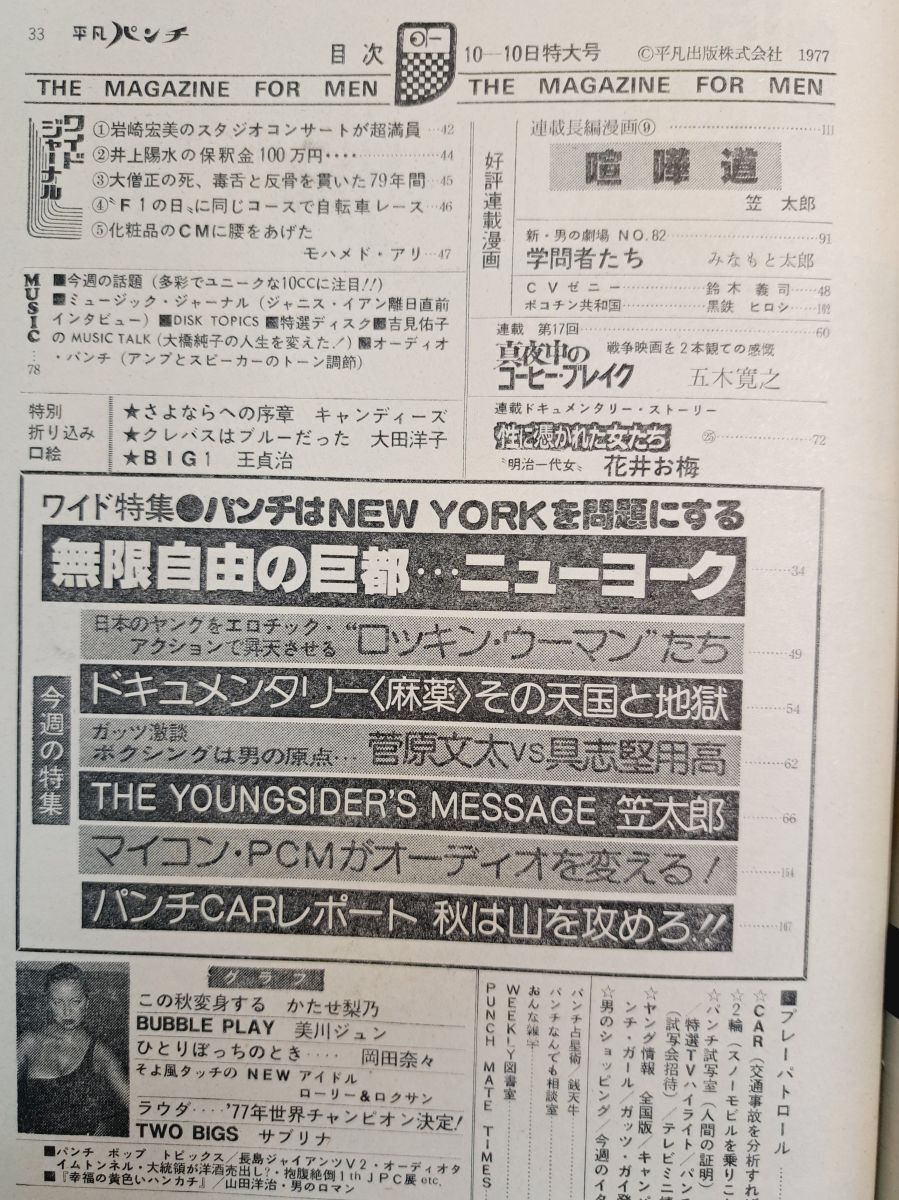 33 平凡パンチ
目次
10—10日特大号 ©平凡出版株式会社 1977
THE MAGAZINE FOR MEN
THE MAGAZINE FOR MEN
ワイド
ジャーナル
①岩崎宏美のスタジオコンサートが超満員…42
②井上陽水の保釈金100万円……44
③大僧正の死、毒舌と反骨を貫いた79年間…45
④〝F1の日〟に同じコースで自転車レース…46
⑤化粧品のCMに腰をあげた
モハメド・アリ…47
MUSIC…78
■今週の話題（多彩でユニークな10CCに注目!!）
■ミュージック・ジャーナル（ジャニス・イアン離日直前
インタビュー）■DISK TOPICS ■特選ディスク■吉見佑子
のMUSIC TALK（大橋純子の人生を変えた！）■オーディオ
・パンチ（アンプとスピーカーのトーン調節）
特別
折り込み
口絵
★さよならへの序章 キャンディーズ
★クレバスはブルーだった 大田洋子
★BIG1 王貞治
好評連載漫画
連載長編漫画⑨……111
喧嘩道
笠 太郎
新・男の劇場 NO.82……91
学問者たち みなもと太郎
CVゼニー……鈴木義司…48
ポコチン共和国……黒鉄ヒロシ…102
連載 第17回……60
真夜中の
コーヒー・ブレイク
戦争映画を2本観ての感慨
五木寛之
連載ドキュメンタリー・ストーリー
性に憑かれた女たち ㉕……72
〝明治一代女〟 花井お梅
ワイド特集●パンチはNEW YORKを問題にする
無限自由の巨都…ニューヨーク……34
今週の特集
日本のヤングをエロチック・
アクションで昇天させる “ロッキン・ウーマン”たち……49
ドキュメンタリー〈麻薬〉その天国と地獄……54
ガッツ激談
ボクシングは男の原点… 菅原文太VS具志堅用高……62
THE YOUNGSIDER'S MESSAGE 笠太郎……66
マイコン・PCMがオーディオを変える！……154
パンチCARレポート 秋は山を攻めろ!!……167
グラフ
この秋変身する かたせ梨乃
BUBBLE PLAY 美川ジュン
ひとりぼっちのとき…… 岡田奈々
そよ風タッチのNEWアイドル
ローリー＆ロクサン
ラウダ……'77年世界チャンピオン決定！
TWO BIGS サブリナ
■パンチ ポップ トピックス／長島ジャイアンツV2・オーディオタ
イムトンネル・大統領が洋酒売出し?・抱腹絶倒1th JPC展 etc.
■『幸福の黄色いハンカチ』／山田洋治・男のロマン
■プレーパトロール
☆CAR（交通事故を分析すれ
☆2輪（スノーモビルを乗りこ
☆パンチ試写室（人間の証明）
特選TVハイライト／パン
（試写会招待）／テレビミニ
☆ヤング情報 全国版／キャンパ
ンチ・ガール／ガッツ・ガイ発
☆男のショッピング／今週のイタ
パンチ占星術／銭天牛
パンチなんでも相談室
おんな雑学
WEEKLY図書室
PUNCH MATE TIMES